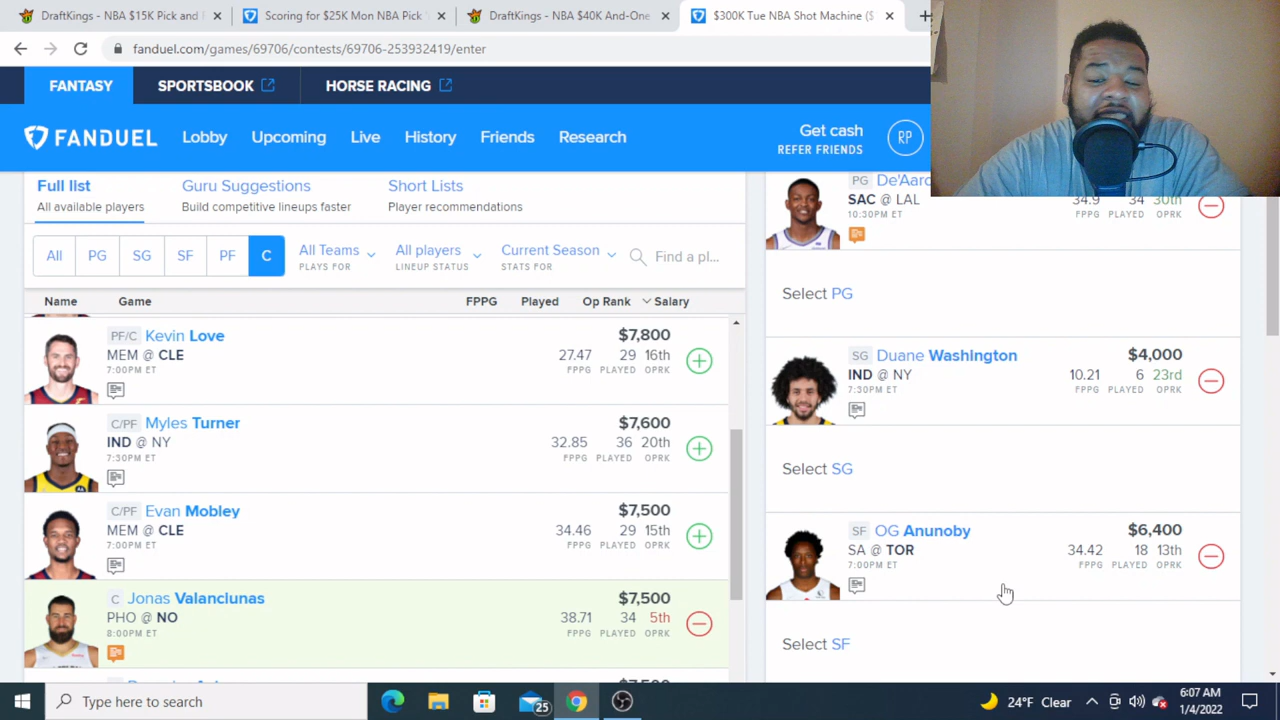 DraftKings - NBA $15K Pick and
Scoring for $25K Mon NBA Pick '
DraftKings - NBA $40K And-One
$300K Tue NBA Shot Machine ($
fanduel.com/games/69706/contests/69706-253932419/enter
FANTASY SPORTSBOOK HORSE RACING
FANDUEL Lobby Upcoming Live History Friends Research
Get cash
REFER FRIENDS
RP
Full list Guru Suggestions Short Lists
All available players Build competitive lineups faster Player recommendations
All PG SG SF PF C
All Teams All players Current Season Find a pl...
PLAYS FOR LINEUP STATUS STATS FOR
Name Game FPPG Played Op Rank Salary
PF/C Kevin Love $7,800
MEM @ CLE 27.47 29 16th
7:00PM ET FPPG PLAYED OPRK
C/PF Myles Turner $7,600
IND @ NY 32.85 36 20th
7:30PM ET FPPG PLAYED OPRK
C/PF Evan Mobley $7,500
MEM @ CLE 34.46 29 15th
7:00PM ET FPPG PLAYED OPRK
C Jonas Valanciunas $7,500
PHO @ NO 38.71 34 5th
8:00PM ET FPPG PLAYED OPRK
PG De'Aaro
SAC @ LAL 34.9 34 30th
10:30PM ET FPPG PLAYED OPRK
Select PG
SG Duane Washington $4,000
IND @ NY 10.21 6 23rd
7:30PM ET FPPG PLAYED OPRK
Select SG
SF OG Anunoby $6,400
SA @ TOR 34.42 18 13th
7:00PM ET FPPG PLAYED OPRK
Select SF
Type here to search
25
24°F Clear
6:07 AM
1/4/2022